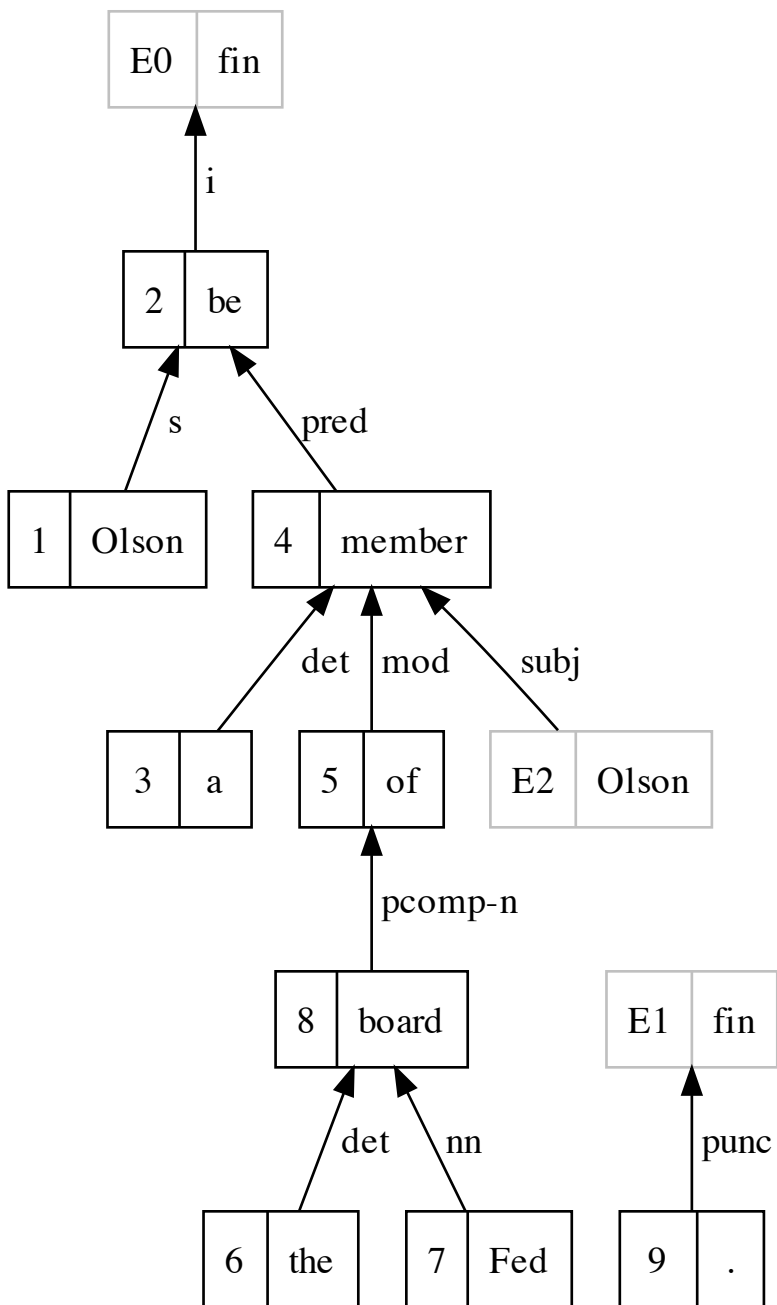 E0 fin
i
2 be
s pred
1 Olson 4 member
det mod subj
3 a 5 of E2 Olson
pcomp-n
8 board E1 fin
det nn punc
6 the 7 Fed 9 .